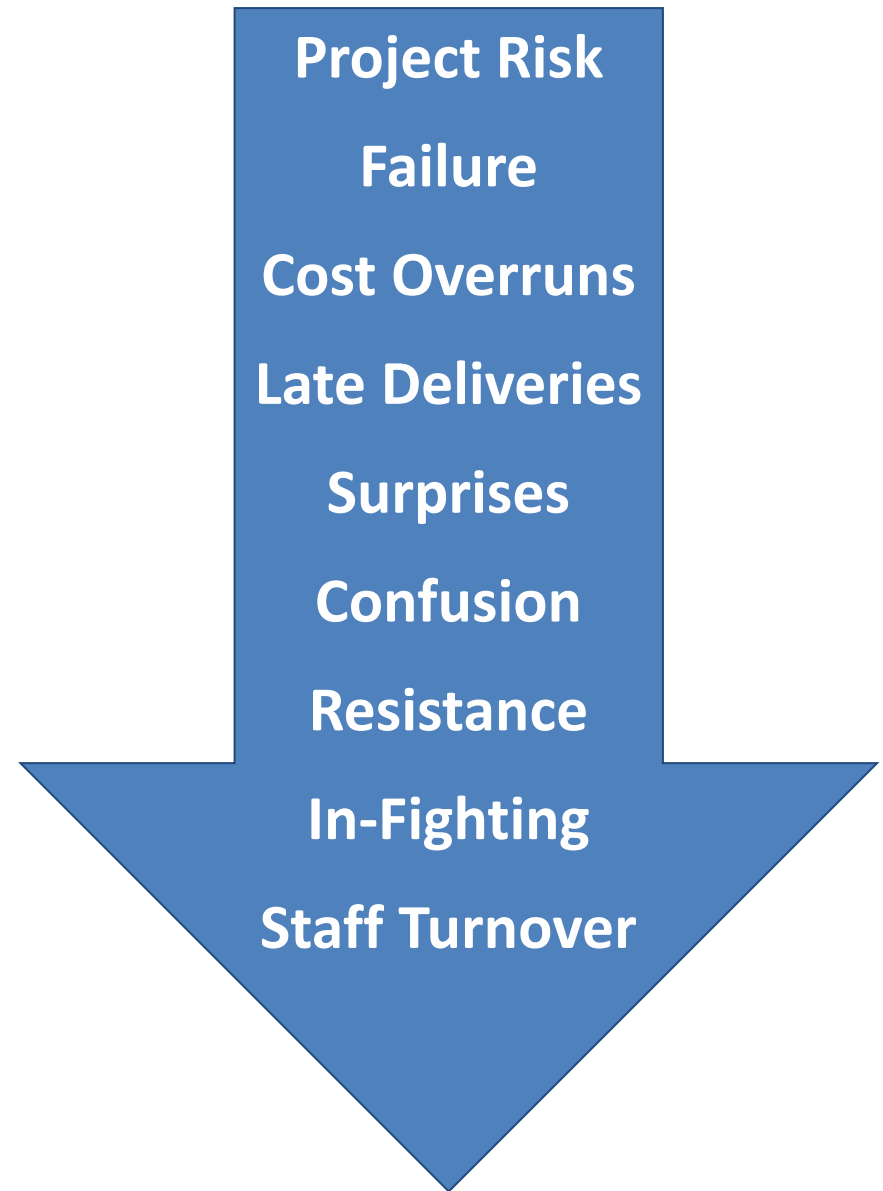 Project Risk
Failure
Cost Overruns
Late Deliveries
Surprises
Confusion
Resistance
In-Fighting
Staff Turnover